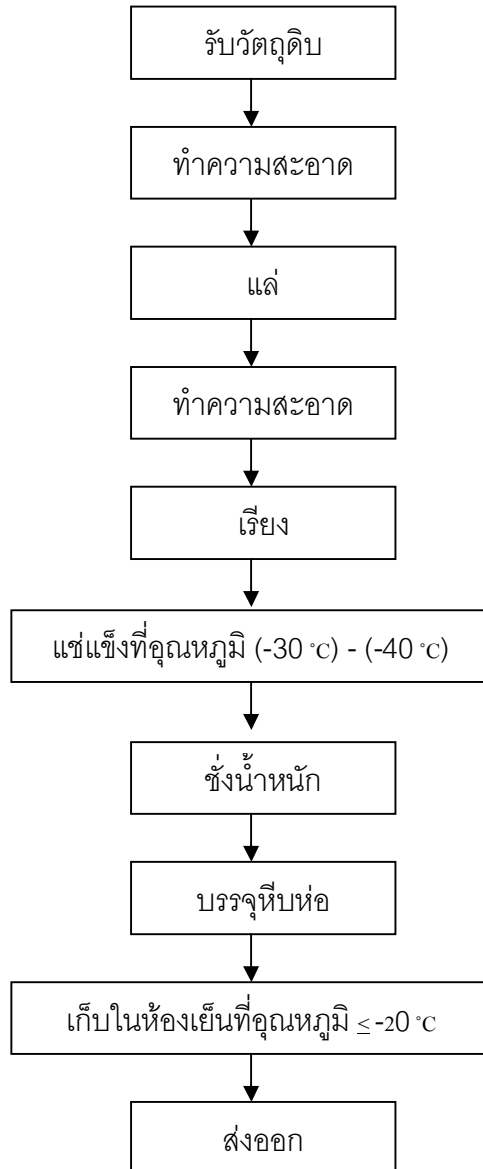 รับวัตถุดิบ
ทำความสะอาด
แล่
ทำความสะอาด
เรียง
แช่แข็งที่อุณหภูมิ (-30 °C) - (-40 °C)
ชั่งน้ำหนัก
บรรจุหีบห่อ
เก็บในห้องเย็นที่อุณหภูมิ ≤ -20 °C
ส่งออก